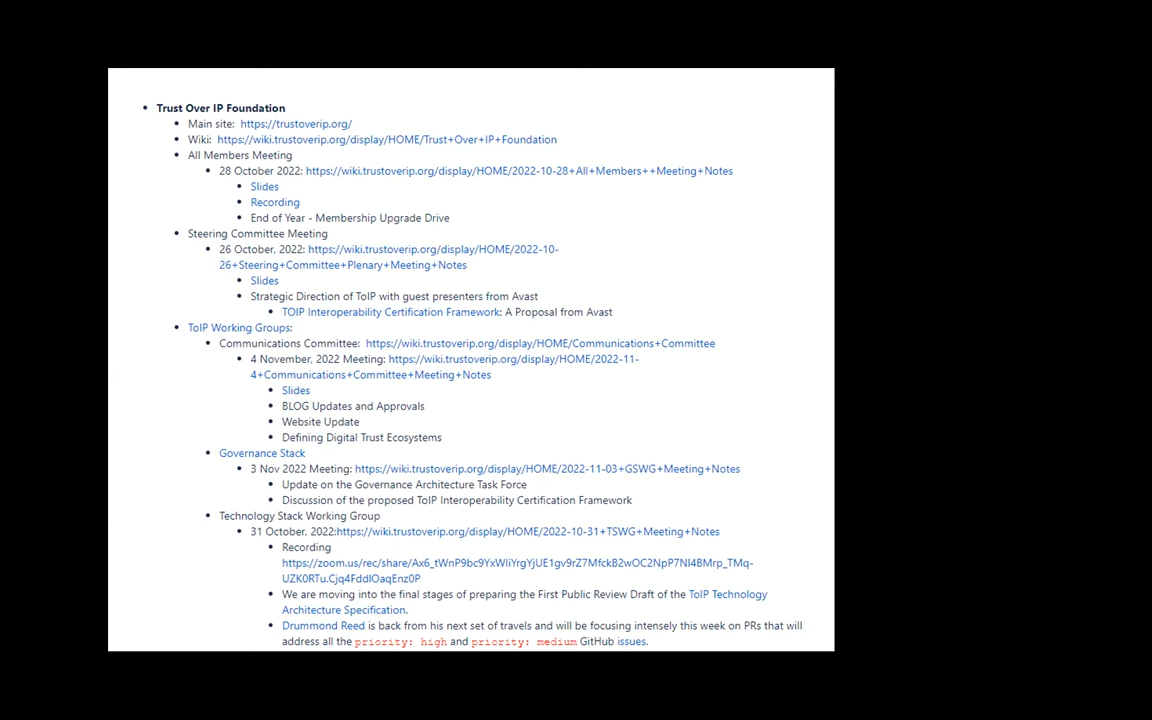 Trust Over IP Foundation
Main site: https://trustoverip.org/
Wiki: https://wiki.trustoverip.org/display/HOME/Trust+Over+IP+Foundation
All Members Meeting
28 October 2022: https://wiki.trustoverip.org/display/HOME/2022-10-28+All+Members++Meeting+Notes
Slides
Recording
End of Year - Membership Upgrade Drive
Steering Committee Meeting
26 October, 2022: https://wiki.trustoverip.org/display/HOME/2022-10-
26+Steering+Committee+Plenary+Meeting+Notes
Slides
Strategic Direction of ToIP with guest presenters from Avast
TOIP Interoperability Certification Framework: A Proposal from Avast
ToIP Working Groups:
Communications Committee: https://wiki.trustoverip.org/display/HOME/Communications+Committee
4 November, 2022 Meeting: https://wiki.trustoverip.org/display/HOME/2022-11-
4+Communications+Committee+Meeting+Notes
Slides
BLOG Updates and Approvals
Website Update
Defining Digital Trust Ecosystems
Governance Stack
3 Nov 2022 Meeting: https://wiki.trustoverip.org/display/HOME/2022-11-03+GSWG+Meeting+Notes
Update on the Governance Architecture Task Force
Discussion of the proposed ToIP Interoperability Certification Framework
Technology Stack Working Group
31 October, 2022:https://wiki.trustoverip.org/display/HOME/2022-10-31+TSWG+Meeting+Notes
Recording
https://zoom.us/rec/share/Ax6_tWnP9bc9YxWliYrgYjUE1gv9rZ7MfckB2wOC2NpP7NI4BMrp_TMq-
UZK0RTu.Cjq4FddlOaqEnz0P
We are moving into the final stages of preparing the First Public Review Draft of the ToIP Technology
Architecture Specification.
Drummond Reed is back from his next set of travels and will be focusing intensely this week on PRs that will
address all the priority: high and priority: medium GitHub issues.